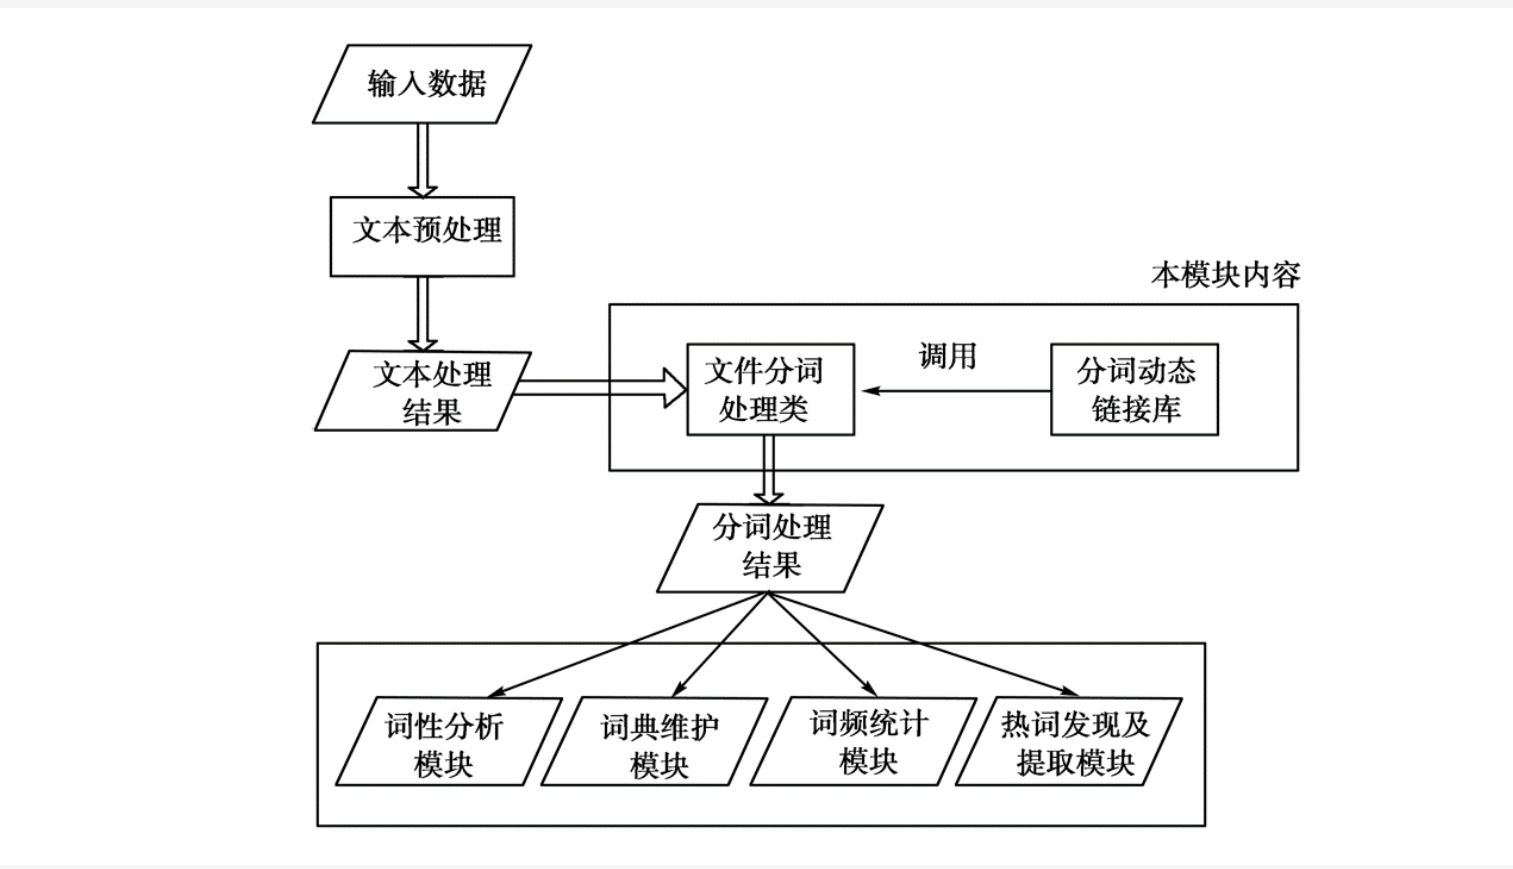 输入数据
文本预处理
本模块内容
文本处理
结果
文件分词
处理类
调用
分词动态
链接库
分词处理
结果
词性分析
模块
词典维护
模块
词频统计
模块
热词发现及
提取模块